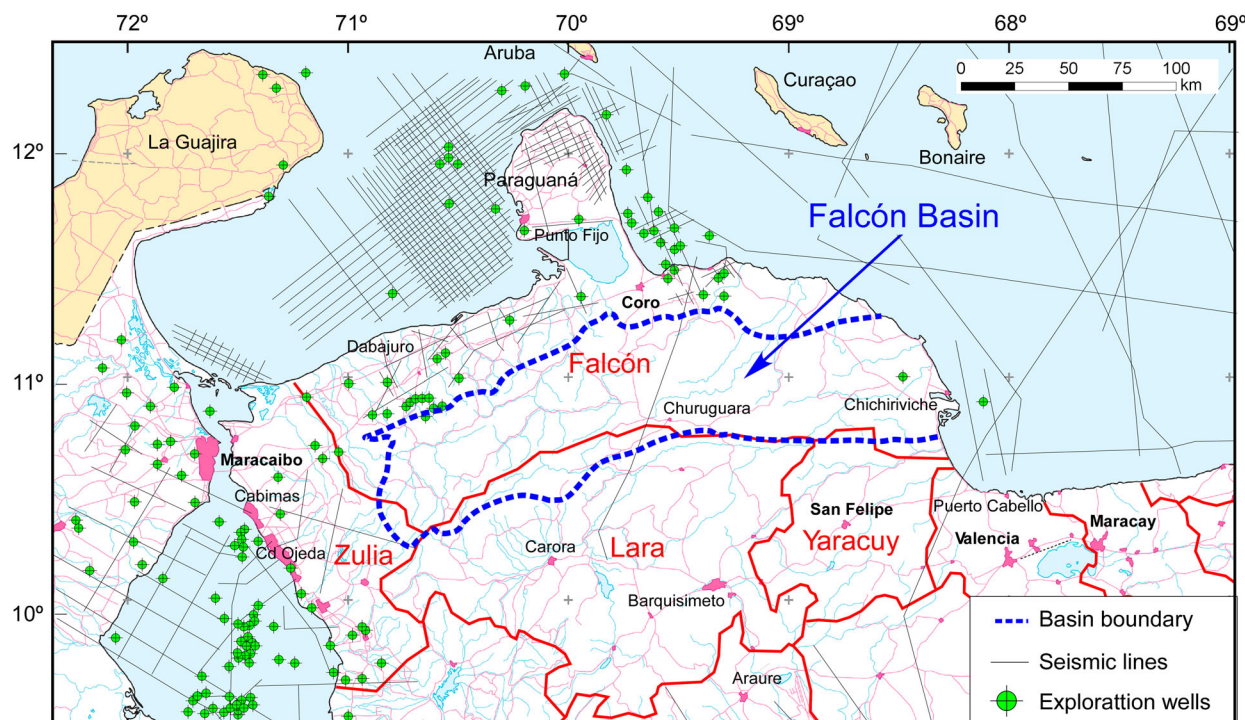 72º 71º 70º 69º 68º 69º
Aruba
0 25 50 75 100
km
Curaçao
La Guajira
12º
Bonaire
Paraguaná
Falcón Basin
Punto Fijo
Coro
Dabajuro
Falcón
11º
Churuguara
Chichiriviche
Maracaibo
Cabimas
San Felipe
Puerto Cabello
Maracay
Cd Ojeda
Zulia
Carora
Lara
Yaracuy
Valencia
10º
Barquisimeto
Basin boundary
Seismic lines
Araure
Explorattion wells